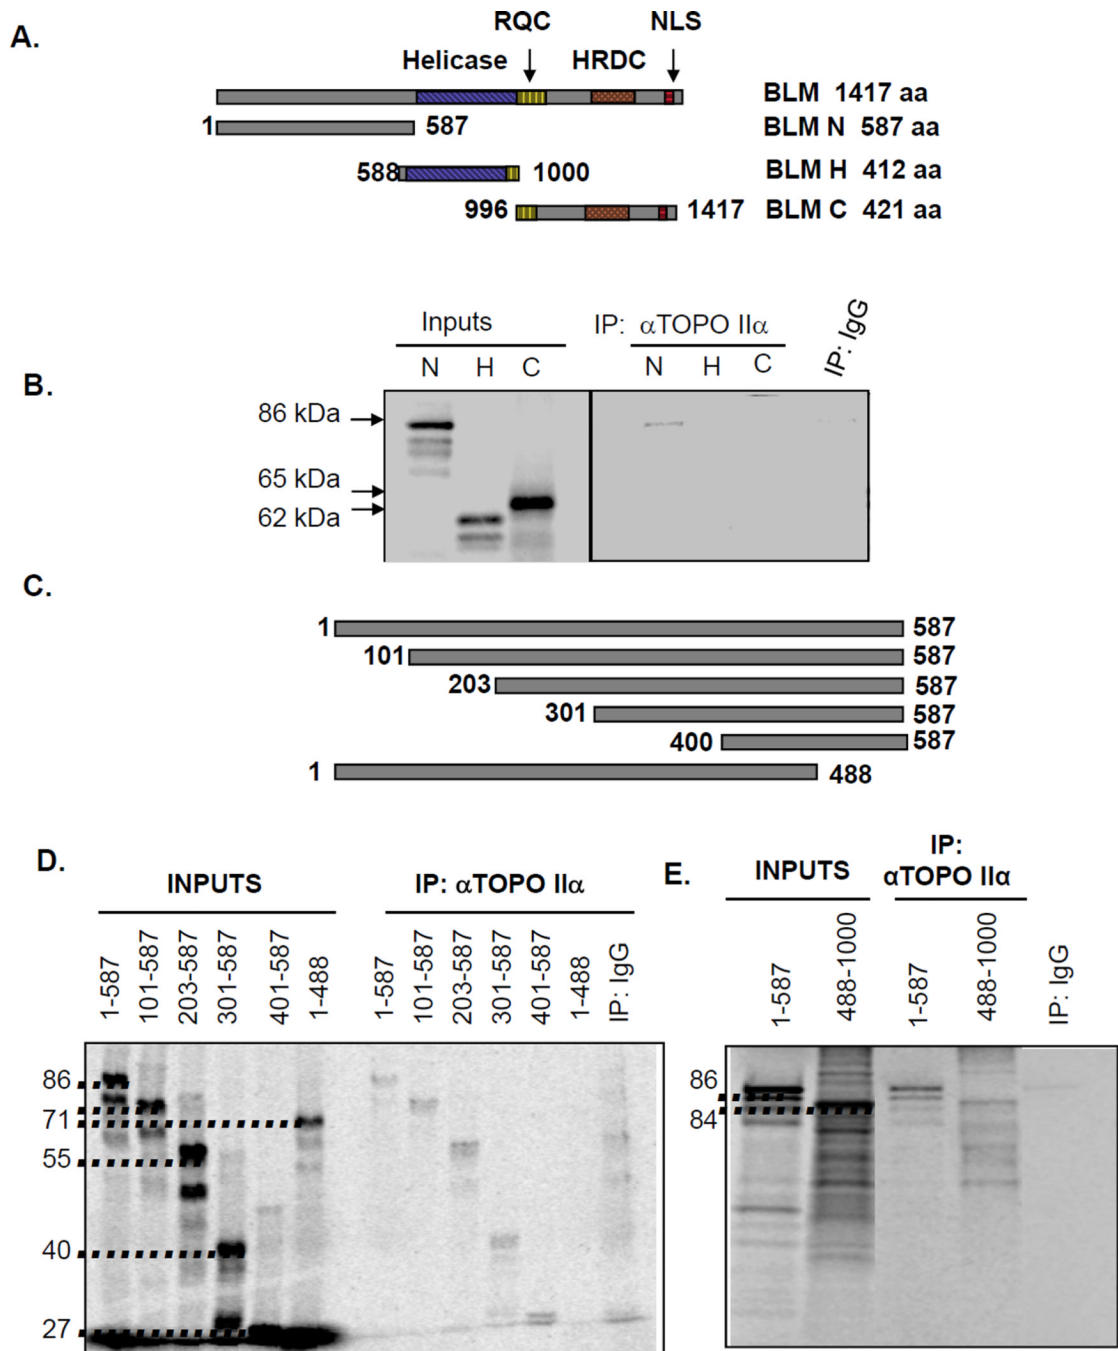 A.
RQC NLS
Helicase HRDC
BLM 1417 aa
1 587 BLM N 587 aa
588 1000 BLM H 412 aa
996 1417 BLM C 421 aa
B.
Inputs IP: αTOPO IIα IP: IgG
N H C N H C
86 kDa
65 kDa
62 kDa
C.
1 587
101 587
203 587
301 587
400 587
1 488
D.
INPUTS IP: αTOPO IIα
1-587 101-587 203-587 301-587 401-587 1-488 1-587 101-587 203-587 301-587 401-587 1-488 IP: IgG
86
71
55
40
27
E.
INPUTS IP: αTOPO IIα
1-587 488-1000 1-587 488-1000 IP: IgG
86
84